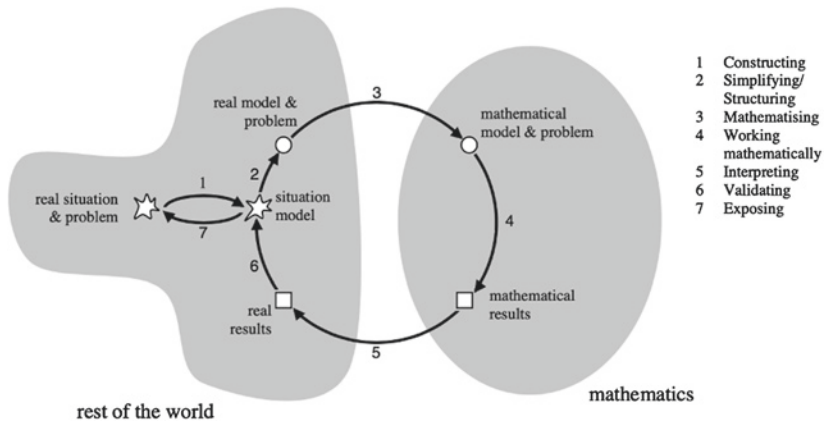 real model &
problem
3
mathematical
model & problem
1 Constructing
2 Simplifying/
Structuring
3 Mathematising
4 Working
mathematically
5 Interpreting
6 Validating
7 Exposing
real situation
& problem
1
2
situation
model
7
4
6
real
results
mathematical
results
5
rest of the world
mathematics